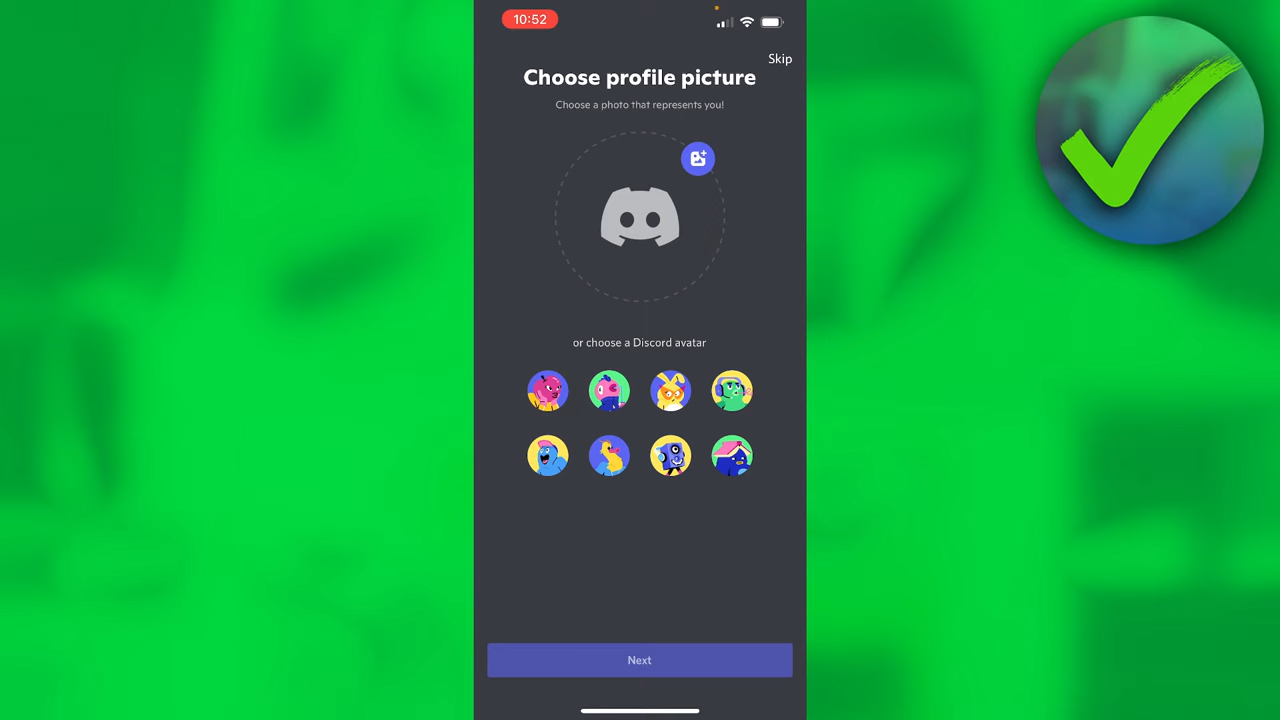 10:52
Skip
Choose profile picture
Choose a photo that represents you!
or choose a Discord avatar
Next